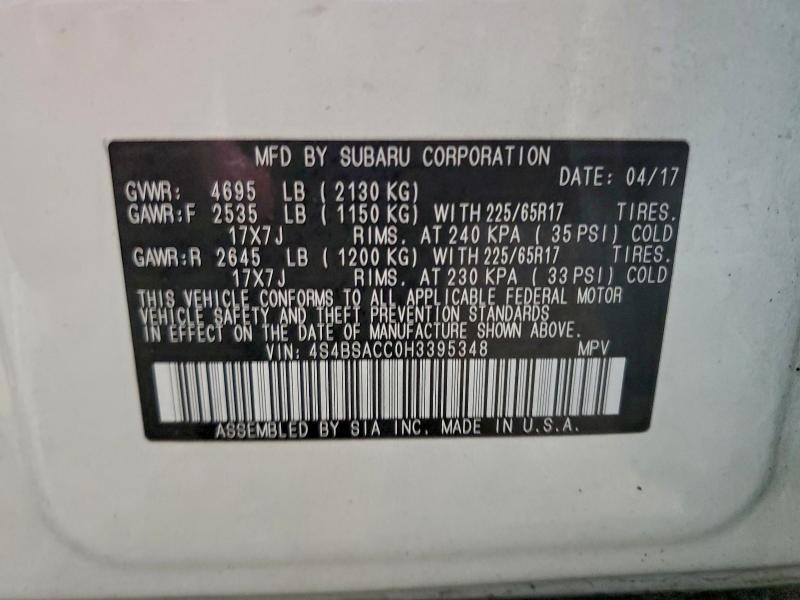 MFD BY SUBARU CORPORATION
DATE: 04/17
GVWR: 4695 LB ( 2130 KG)
GAWR:F 2535 LB ( 1150 KG) WITH 225/65R17 TIRES.
17X7J RIMS. AT 240 KPA ( 35 PSI) COLD
GAWR:R 2645 LB ( 1200 KG) WITH 225/65R17 TIRES.
17X7J RIMS. AT 230 KPA ( 33 PSI) COLD
THIS VEHICLE CONFORMS TO ALL APPLICABLE FEDERAL MOTOR
VEHICLE SAFETY AND THEFT PREVENTION STANDARDS
IN EFFECT ON THE DATE OF MANUFACTURE SHOWN ABOVE.
VIN: 4S4BSACC0H3395348 MPV
ASSEMBLED BY SIA INC. MADE IN U.S.A.